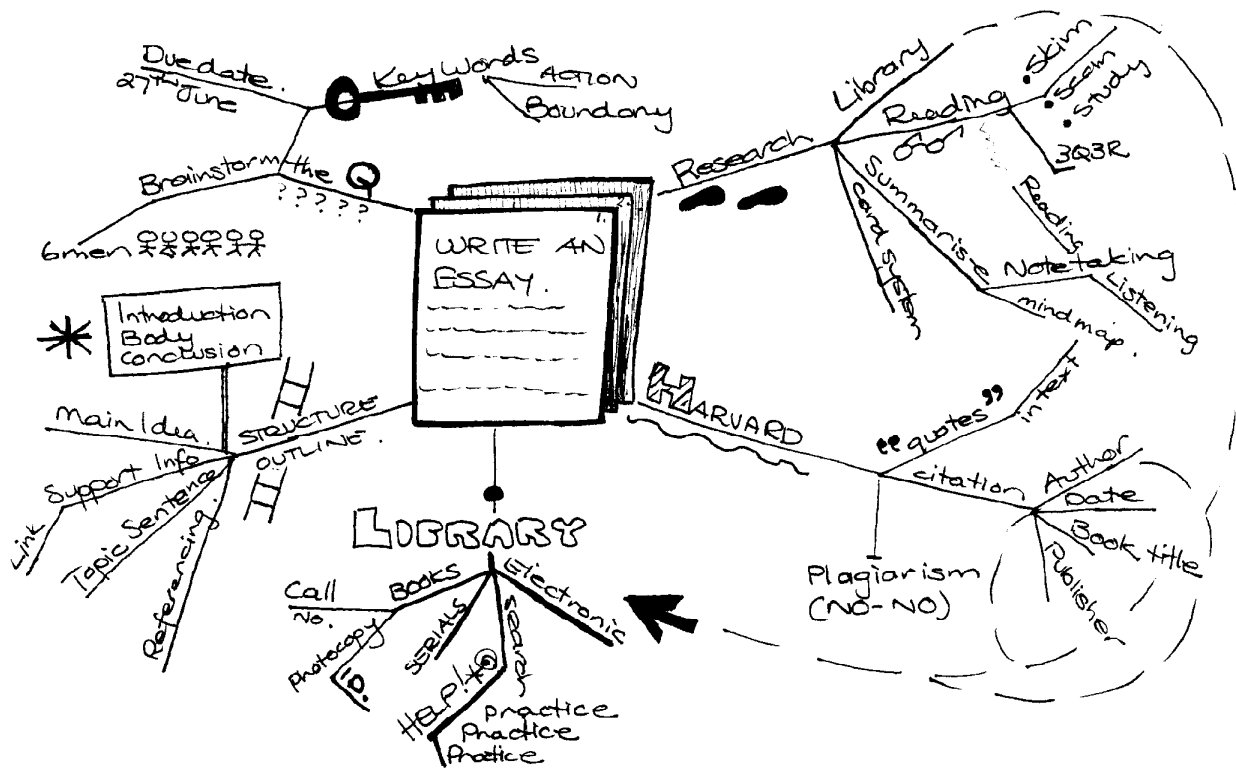 WRITE AN
ESSAY.
Due date.
27TH June
Key Words
Action
Boundary
Brainstorm the Q
? ? ? ? ?
6 men
Research
Library
Reading
• Skim
• Scan
• Study
3Q3R
Summarise
Card System
Notetaking
Reading
Listening
mind map.
HARVARD
“quotes”
in text
citation
Author
Date
Book title
Publisher
Plagiarism
(NO-NO)
LIBRARY
BOOKS
Call
No.
Photocopy
I.D.
SERIALS
Search
HELP!
practice
Practice
Practice
Electronic
STRUCTURE
OUTLINE.
Introduction
Body
Conclusion
Main Idea.
Support Info
Link
Topic Sentence
Referencing.